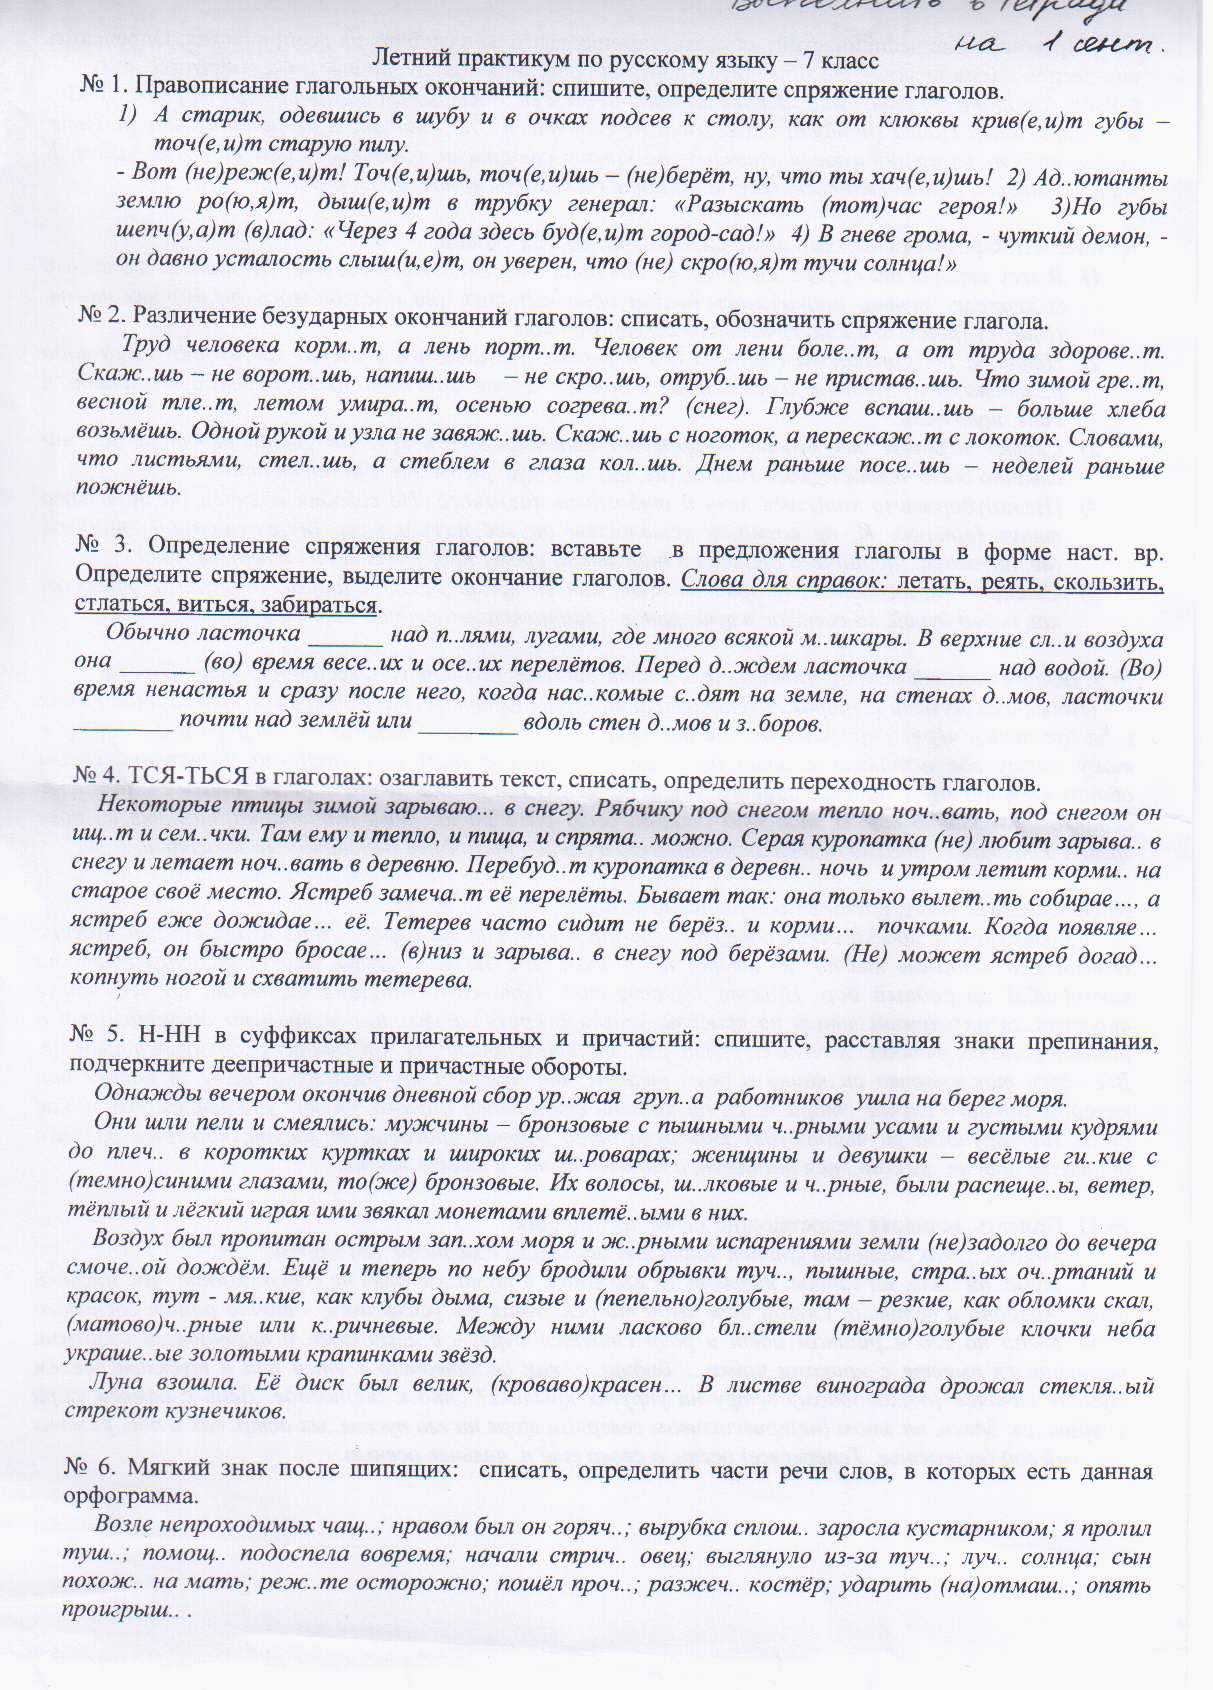 Выполнить в тетради
на 1 сент.
Летний практикум по русскому языку – 7 класс
№ 1. Правописание глагольных окончаний: спишите, определите спряжение глаголов.
1) А старик, одевшись в шубу и в очках подсев к столу, как от клюквы крив(е,и)т губы –
точ(е,и)т старую пилу.
- Вот (не)реж(е,и)т! Точ(е,и)шь, точ(е,и)шь – (не)берёт, ну, что ты хач(е,и)шь! 2) Ад..ютанты
землю ро(ю,я)т, дыш(е,и)т в трубку генерал: «Разыскать (тот)час героя!» 3)Но губы
шепч(у,а)т (в)лад: «Через 4 года здесь буд(е,и)т город-сад!» 4) В гневе грома, - чуткий демон, -
он давно усталость слыш(и,е)т, он уверен, что (не) скро(ю,я)т тучи солнца!»
№ 2. Различение безударных окончаний глаголов: списать, обозначить спряжение глагола.
Труд человека корм..т, а лень порт..т. Человек от лени боле..т, а от труда здорове..т.
Скаж..шь – не ворот..шь, напиш..шь – не скро..шь, отруб..шь – не пристав..шь. Что зимой гре..т,
весной тле..т, летом умира..т, осенью согрева..т? (снег). Глубже вспаш..шь – больше хлеба
возьмёшь. Одной рукой и узла не завяж..шь. Скаж..шь с ноготок, а перескаж..т с локоток. Словами,
что листьями, стел..шь, а стеблем в глаза кол..шь. Днем раньше посе..шь – неделей раньше
пожнёшь.
№ 3. Определение спряжения глаголов: вставьте в предложения глаголы в форме наст. вр.
Определите спряжение, выделите окончание глаголов. Слова для справок: летать, реять, скользить,
стлаться, виться, забираться.
Обычно ласточка ______ над п..лями, лугами, где много всякой м..шкары. В верхние сл..и воздуха
она ______ (во) время весе..их и осе..их перелётов. Перед д..ждем ласточка ______ над водой. (Во)
время ненастья и сразу после него, когда нас..комые с..дят на земле, на стенах д..мов, ласточки
________ почти над землёй или ________ вдоль стен д..мов и з..боров.
№ 4. ТСЯ-ТЬСЯ в глаголах: озаглавить текст, списать, определить переходность глаголов.
Некоторые птицы зимой зарываю... в снегу. Рябчику под снегом тепло ноч..вать, под снегом он
ищ..т и сем..чки. Там ему и тепло, и пища, и спрята.. можно. Серая куропатка (не) любит зарыва.. в
снегу и летает ноч..вать в деревню. Перебуд..т куропатка в деревн.. ночь и утром летит корми.. на
старое своё место. Ястреб замеча..т её перелёты. Бывает так: она только вылет..ть собирае..., а
ястреб еже дожидае... её. Тетерев часто сидит не берёз.. и корми... почками. Когда появляе...
ястреб, он быстро бросае... (в)низ и зарыва.. в снегу под берёзами. (Не) может ястреб догад...
копнуть ногой и схватить тетерева.
№ 5. Н-НН в суффиксах прилагательных и причастий: спишите, расставляя знаки препинания,
подчеркните деепричастные и причастные обороты.
Однажды вечером окончив дневной сбор ур..жая груп..а работников ушла на берег моря.
Они шли пели и смеялись: мужчины – бронзовые с пышными ч..рными усами и густыми кудрями
до плеч.. в коротких куртках и широких ш..роварах; женщины и девушки – весёлые ги..кие с
(темно)синими глазами, то(же) бронзовые. Их волосы, ш..лковые и ч..рные, были распеще..ы, ветер,
тёплый и лёгкий играя ими звякал монетами вплетё..ыми в них.
Воздух был пропитан острым зап..хом моря и ж..рными испарениями земли (не)задолго до вечера
смоче..ой дождём. Ещё и теперь по небу бродили обрывки туч.., пышные, стра..ых оч..ртаний и
красок, тут - мя..кие, как клубы дыма, сизые и (пепельно)голубые, там – резкие, как обломки скал,
(матово)ч..рные или к..ричневые. Между ними ласково бл..стели (тёмно)голубые клочки неба
украше..ые золотыми крапинками звёзд.
Луна взошла. Её диск был велик, (кроваво)красен... В листве винограда дрожал стекля..ый
стрекот кузнечиков.
№ 6. Мягкий знак после шипящих: списать, определить части речи слов, в которых есть данная
орфограмма.
Возле непроходимых чащ..; нравом был он горяч..; вырубка сплош.. заросла кустарником; я пролил
туш..; помощ.. подоспела вовремя; начали стрич.. овец; выглянуло из-за туч..; луч.. солнца; сын
похож.. на мать; реж..те осторожно; пошёл проч..; разжеч.. костёр; ударить (на)отмаш..; опять
проигрыш.. .